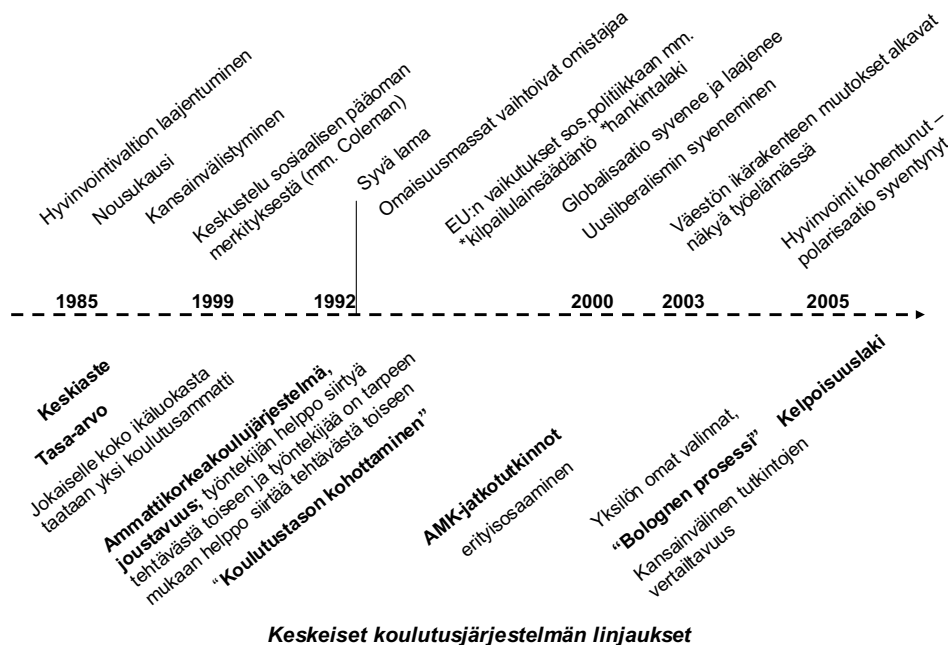 Hyvinvointivaltion laajentuminen
Nousukausi
Kansainvälistyminen
Keskustelu sosiaalisen pääoman
merkityksestä (mm. Coleman)
Syvä lama
Omaisuusmassat vaihtoivat omistajaa
EU:n vaikutukset sos.politiikkaan mm.
*kilpailulainsäädäntö *hankintalaki
Globalisaatio syvenee ja laajenee
Uusliberalismin syveneminen
Väestön ikärakenteen muutokset alkavat
näkyä työelämässä
Hyvinvointi kohentunut –
polarisaatio syventynyt
1985 1999 1992 2000 2003 2005
Keskiaste
Tasa-arvo
Jokaiselle koko ikäluokasta
taataan yksi koulutusammatti
Ammattikorkeakoulujärjestelmä,
joustavuus; työntekijän helppo siirtyä
tehtävästä toiseen ja työntekijää on tarpeen
mukaan helppo siirtää tehtävästä toiseen
“Koulutustason kohottaminen”
AMK-jatkotutkinnot
erityisosaaminen
Yksilön omat valinnat,
“Bolognen prosessi”
Kansainvälinen tutkintojen
vertailtavuus
Kelpoisuuslaki
Keskeiset koulutusjärjestelmän linjaukset